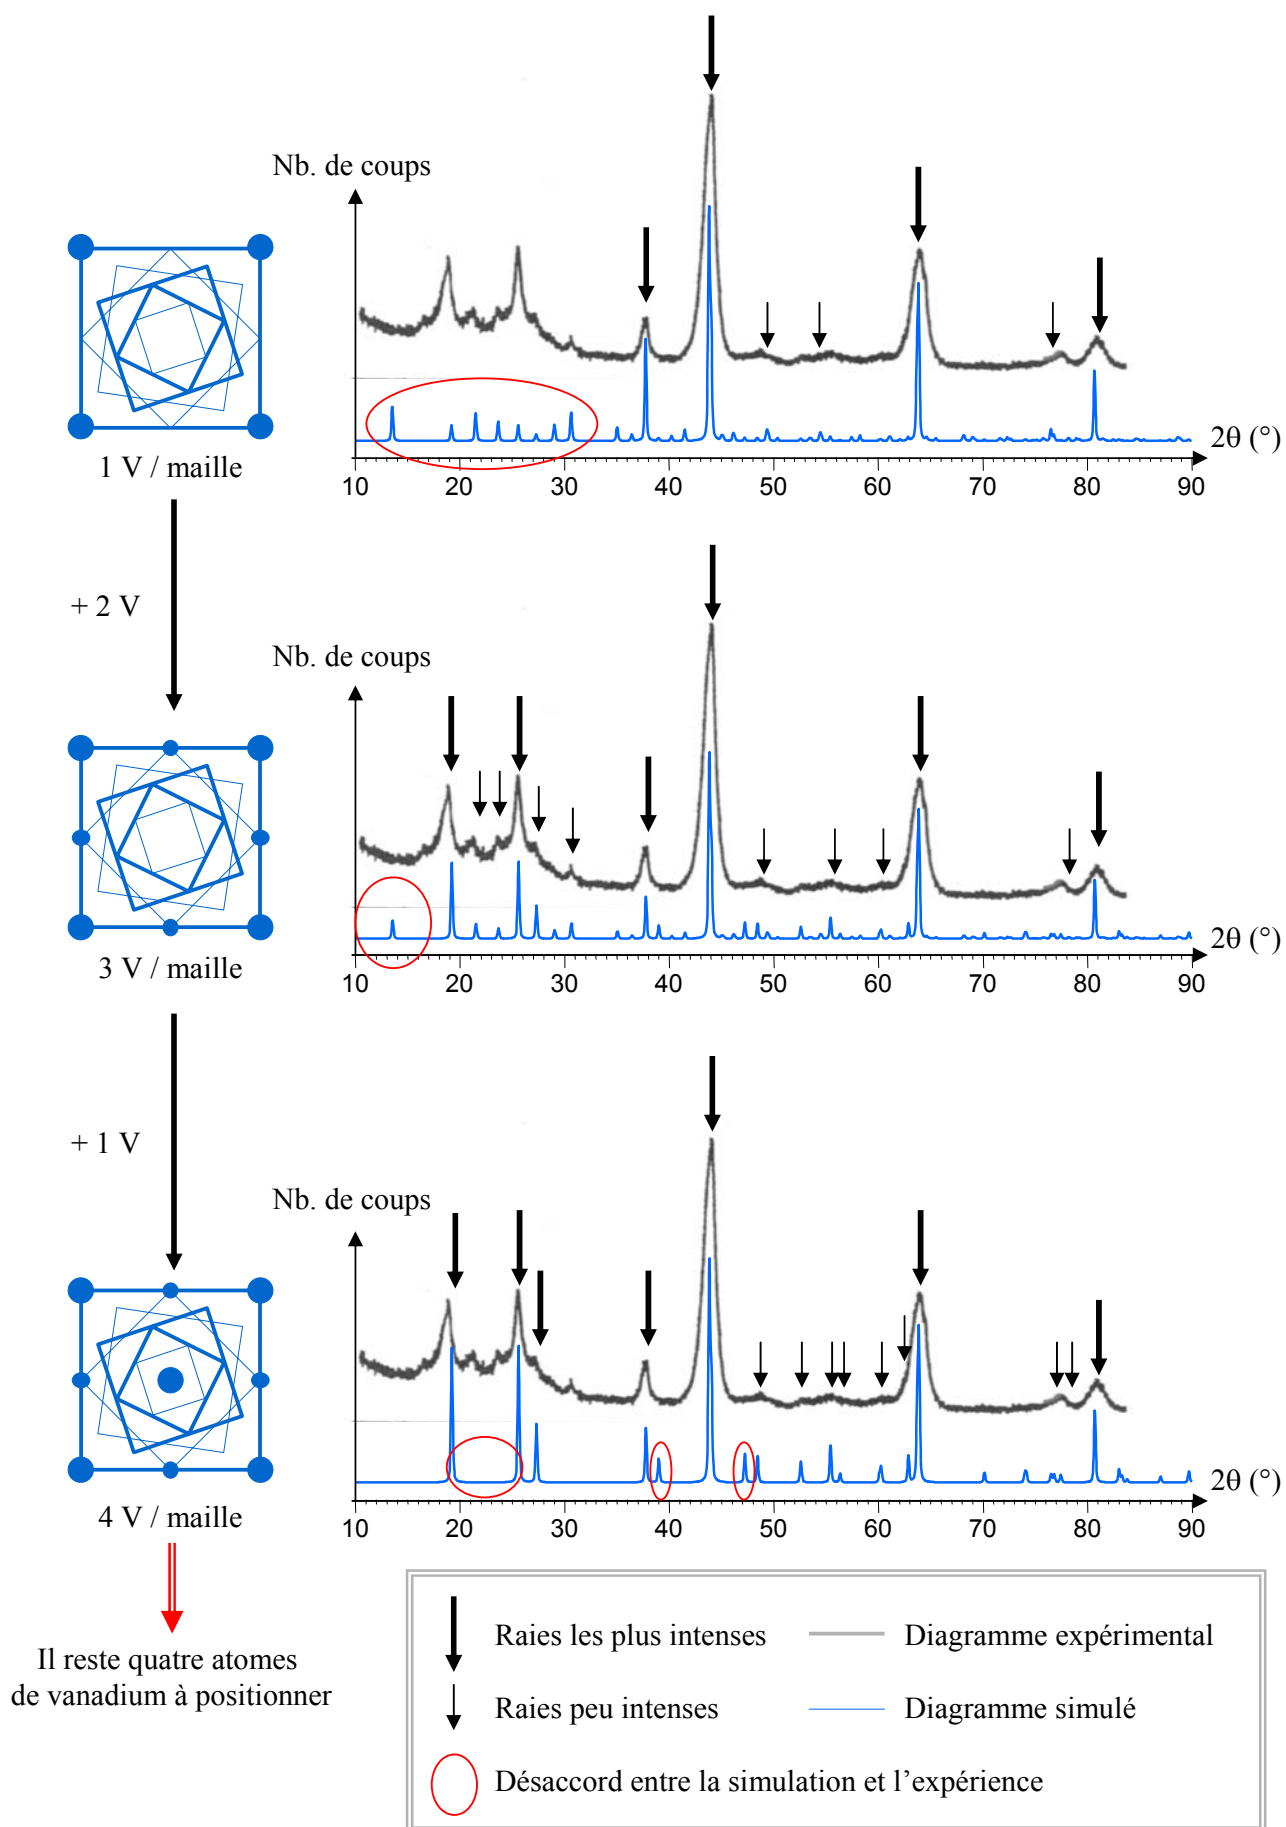 Nb. de coups
1 V / maille
2θ (°)
10 20 30 40 50 60 70 80 90
+ 2 V
Nb. de coups
3 V / maille
2θ (°)
10 20 30 40 50 60 70 80 90
+ 1 V
Nb. de coups
4 V / maille
2θ (°)
10 20 30 40 50 60 70 80 90
Il reste quatre atomes
de vanadium à positionner
Raies les plus intenses
Diagramme expérimental
Raies peu intenses
Diagramme simulé
Désaccord entre la simulation et l’expérience